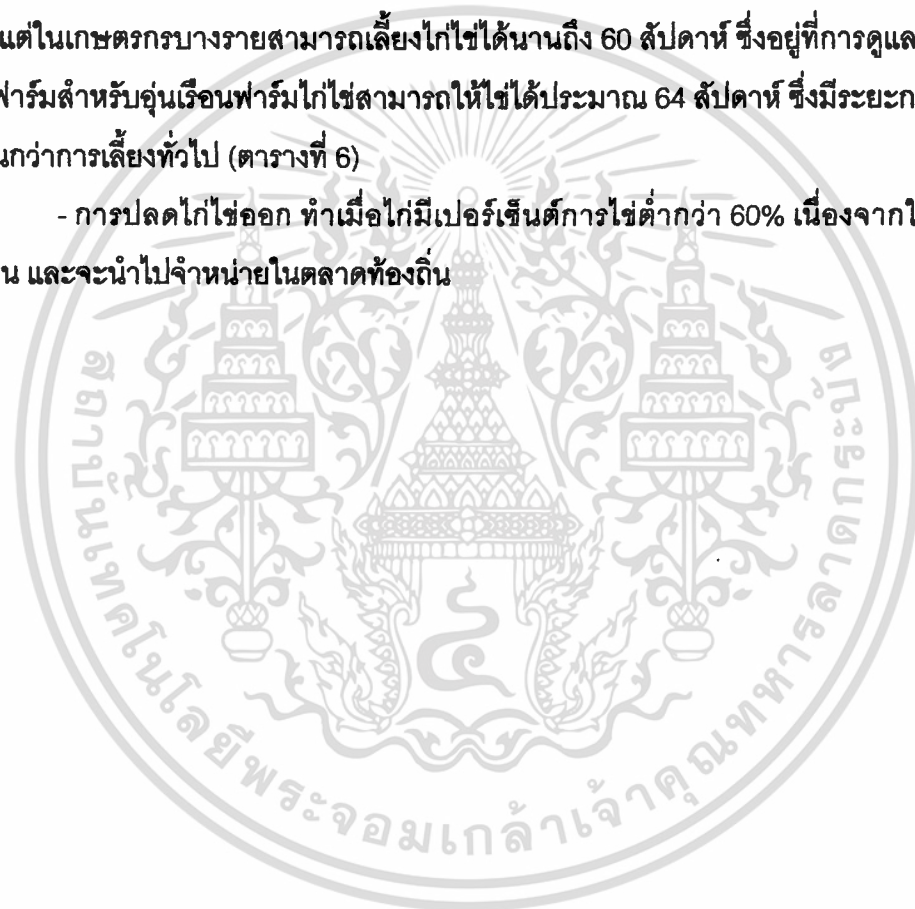 แต่ในเกษตรกรบางรายสามารถเลี้ยงไก่ไข่ได้นานถึง 60 สัปดาห์ ซึ่งอยู่ที่การดูแล
ฟาร์มสำหรับอุ่นเรือนฟาร์มไก่ไข่สามารถให้ไข่ได้ประมาณ 64 สัปดาห์ ซึ่งมีระยะก
นกว่าการเลี้ยงทั่วไป (ตารางที่ 6)
- การปลดไก่ไข่ออก ทำเมื่อไก่มีเปอร์เซ็นต์การไข่ต่ำกว่า 60% เนื่องจากใ
น และจะนำไปจำหน่ายในตลาดท้องถิ่น
สถาบันเทคโนโลยีพระจอมเกล้าเจ้าคุณทหารลาดกระบัง